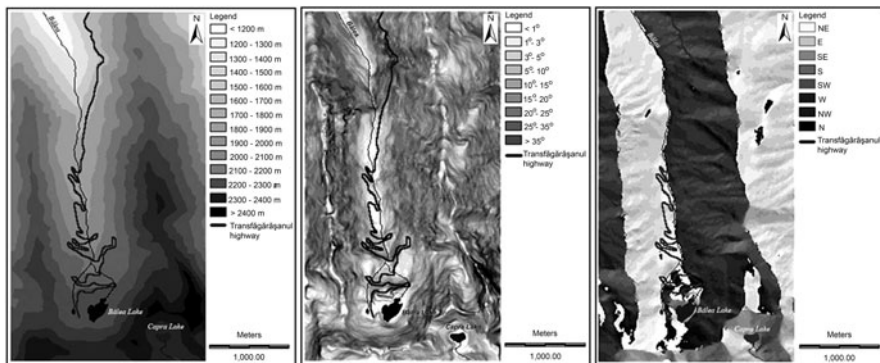 Bâlea
N
Legend
< 1200 m
1200 - 1300 m
1300 - 1400 m
1400 - 1500 m
1500 - 1600 m
1600 - 1700 m
1700 - 1800 m
1800 - 1900 m
1900 - 2000 m
2000 - 2100 m
2100 - 2200 m
2200 - 2300 m
2300 - 2400 m
> 2400 m
Transfăgărăşanul
highway
Bâlea Lake
Capra Lake
Meters
1,000.00
N
Legend
< 1°
1°- 3°
3°- 5°
5°- 10°
10°- 15°
15°- 20°
20°- 25°
25°- 35°
> 35°
Transfăgărăşanul
highway
Capra Lake
Meters
1,000.00
N
Legend
NE
E
SE
S
SW
W
NW
N
Transfăgărăşanul
highway
Bâlea Lake
Capra Lake
Meters
1,000.00